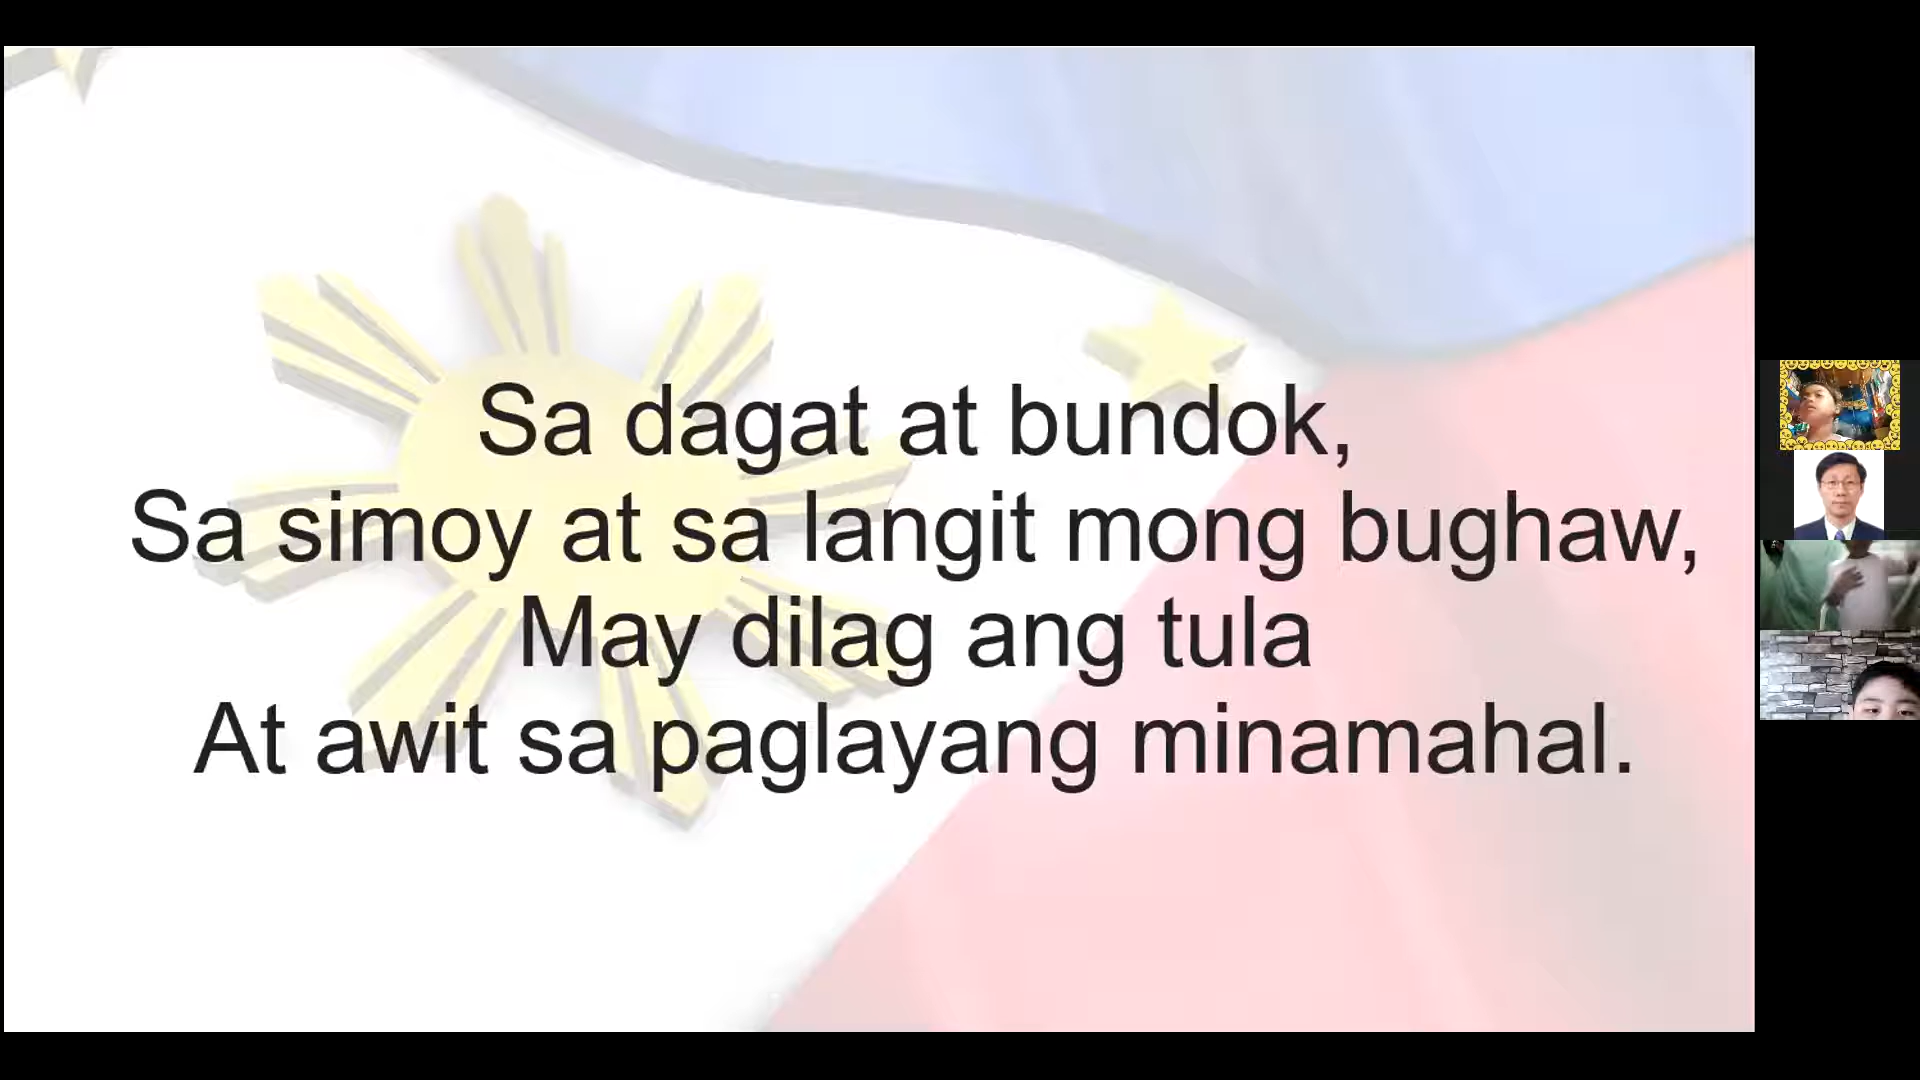 Sa dagat at bundok,
Sa simoy at sa langit mong bughaw,
May dilag ang tula
At awit sa paglayang minamahal.